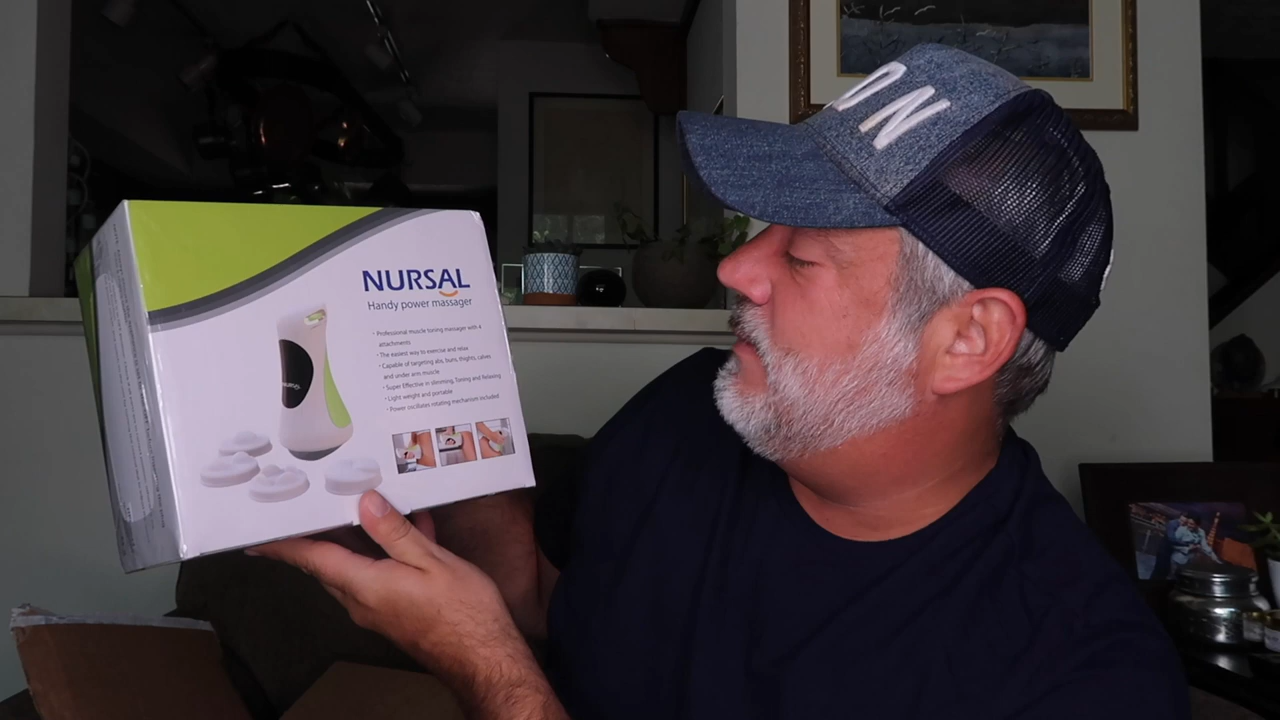 NURSAL
Handy power massager
· Professional muscle toning massager with 4
attachments
· The easiest way to exercise and relax
· Capable of targeting abs, buns, thighs, calves
and under arm muscle
· Super Effective in slimming, Toning and Relaxing
· Light weight and portable
· Power oscillates rotating mechanism included
NURSAL
ON